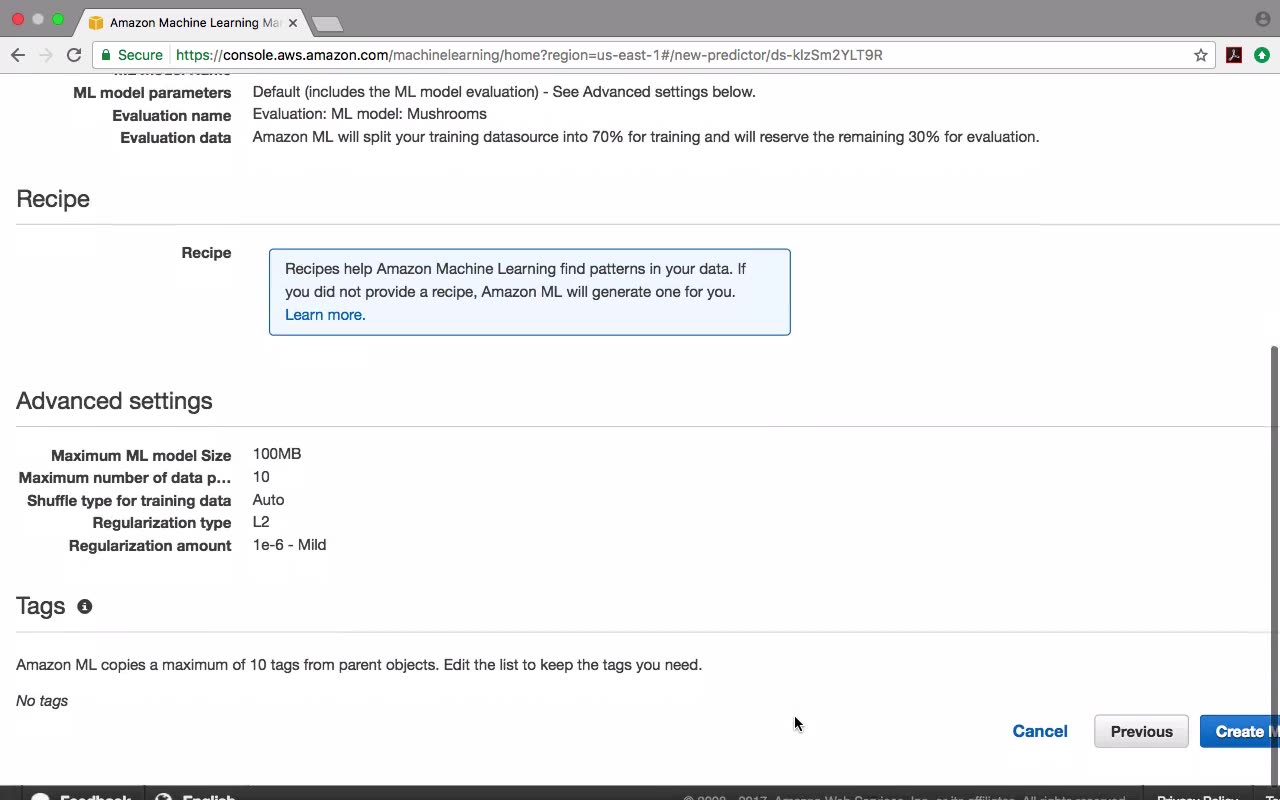 Amazon Machine Learning Ma
Secure
https://console.aws.amazon.com/machinelearning/home?region=us-east-1#/new-predictor/ds-kIzSm2YLT9R
ML model parameters Default (includes the ML model evaluation) - See Advanced settings below.
Evaluation name Evaluation: ML model: Mushrooms
Evaluation data Amazon ML will split your training datasource into 70% for training and will reserve the remaining 30% for evaluation.
Recipe
Recipe
Recipes help Amazon Machine Learning find patterns in your data. If
you did not provide a recipe, Amazon ML will generate one for you.
Learn more.
Advanced settings
Maximum ML model Size 100MB
Maximum number of data p... 10
Shuffle type for training data Auto
Regularization type L2
Regularization amount 1e-6 - Mild
Tags
Amazon ML copies a maximum of 10 tags from parent objects. Edit the list to keep the tags you need.
No tags
Cancel Previous Create
Feedback English
Privacy Policy